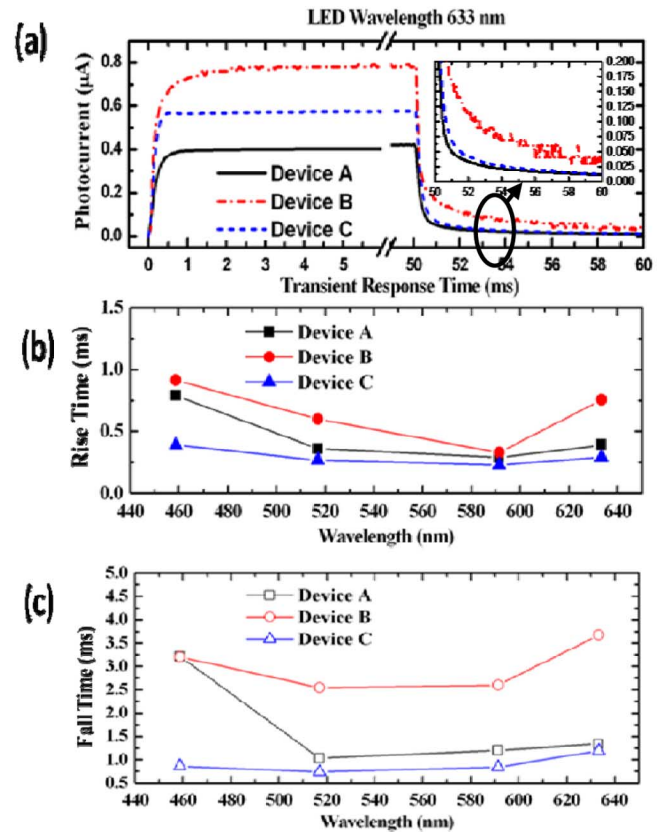 LED Wavelength 633 nm
(a)
Photocurrent (μA)
0.8
0.6
0.4
0.2
0.0
Device A
Device B
Device C
0.200
0.175
0.150
0.125
0.100
0.075
0.050
0.025
0.000
50 52 54 56 58 60
0 1 2 3 4 5 50 52 54 56 58 60
Transient Response Time (ms)
(b)
Rise Time (ms)
1.5
1.0
0.5
0.0
Device A
Device B
Device C
440 460 480 500 520 540 560 580 600 620 640
Wavelength (nm)
(c)
Fall Time (ms)
5.0
4.5
4.0
3.5
3.0
2.5
2.0
1.5
1.0
0.5
Device A
Device B
Device C
440 460 480 500 520 540 560 580 600 620 640
Wavelength (nm)